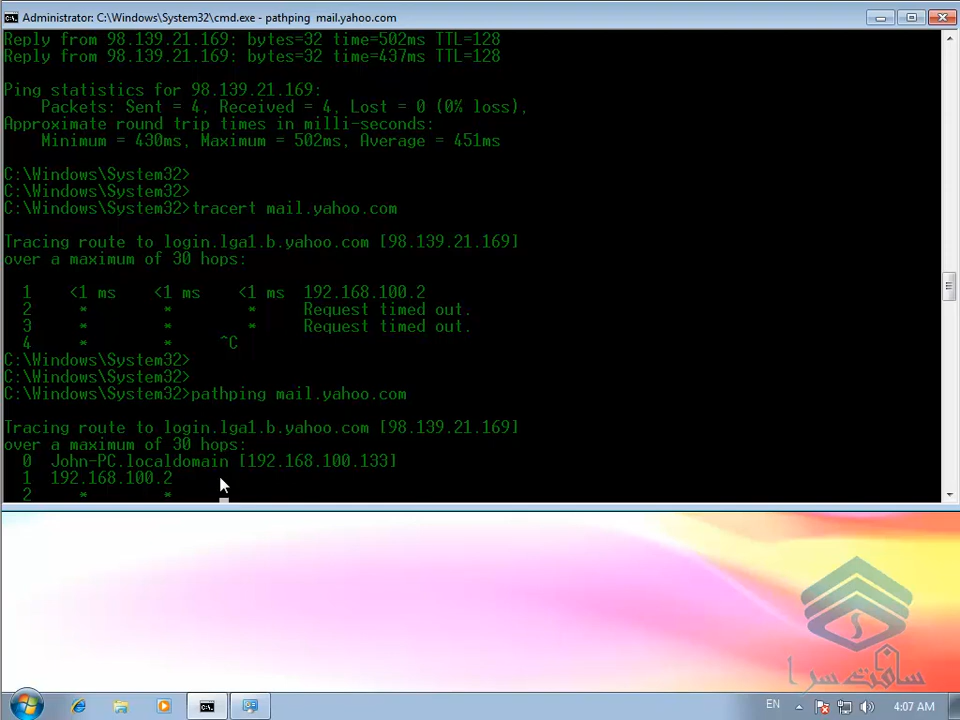 Administrator: C:\Windows\System32\cmd.exe - pathping  mail.yahoo.com
Reply from 98.139.21.169: bytes=32 time=502ms TTL=128
Reply from 98.139.21.169: bytes=32 time=437ms TTL=128
Ping statistics for 98.139.21.169:
Packets: Sent = 4, Received = 4, Lost = 0 (0% loss),
Approximate round trip times in milli-seconds:
Minimum = 430ms, Maximum = 502ms, Average = 451ms
C:\Windows\System32>
C:\Windows\System32>
C:\Windows\System32>tracert mail.yahoo.com
Tracing route to login.lga1.b.yahoo.com [98.139.21.169]
over a maximum of 30 hops:
1    <1 ms    <1 ms    <1 ms  192.168.100.2
2     *        *        *     Request timed out.
3     *        *        *     Request timed out.
4     *        *     ^C
C:\Windows\System32>
C:\Windows\System32>
C:\Windows\System32>pathping mail.yahoo.com
Tracing route to login.lga1.b.yahoo.com [98.139.21.169]
over a maximum of 30 hops:
0  John-PC.localdomain [192.168.100.133]
1  192.168.100.2
2     *        *
سافت سرا
EN
4:07 AM